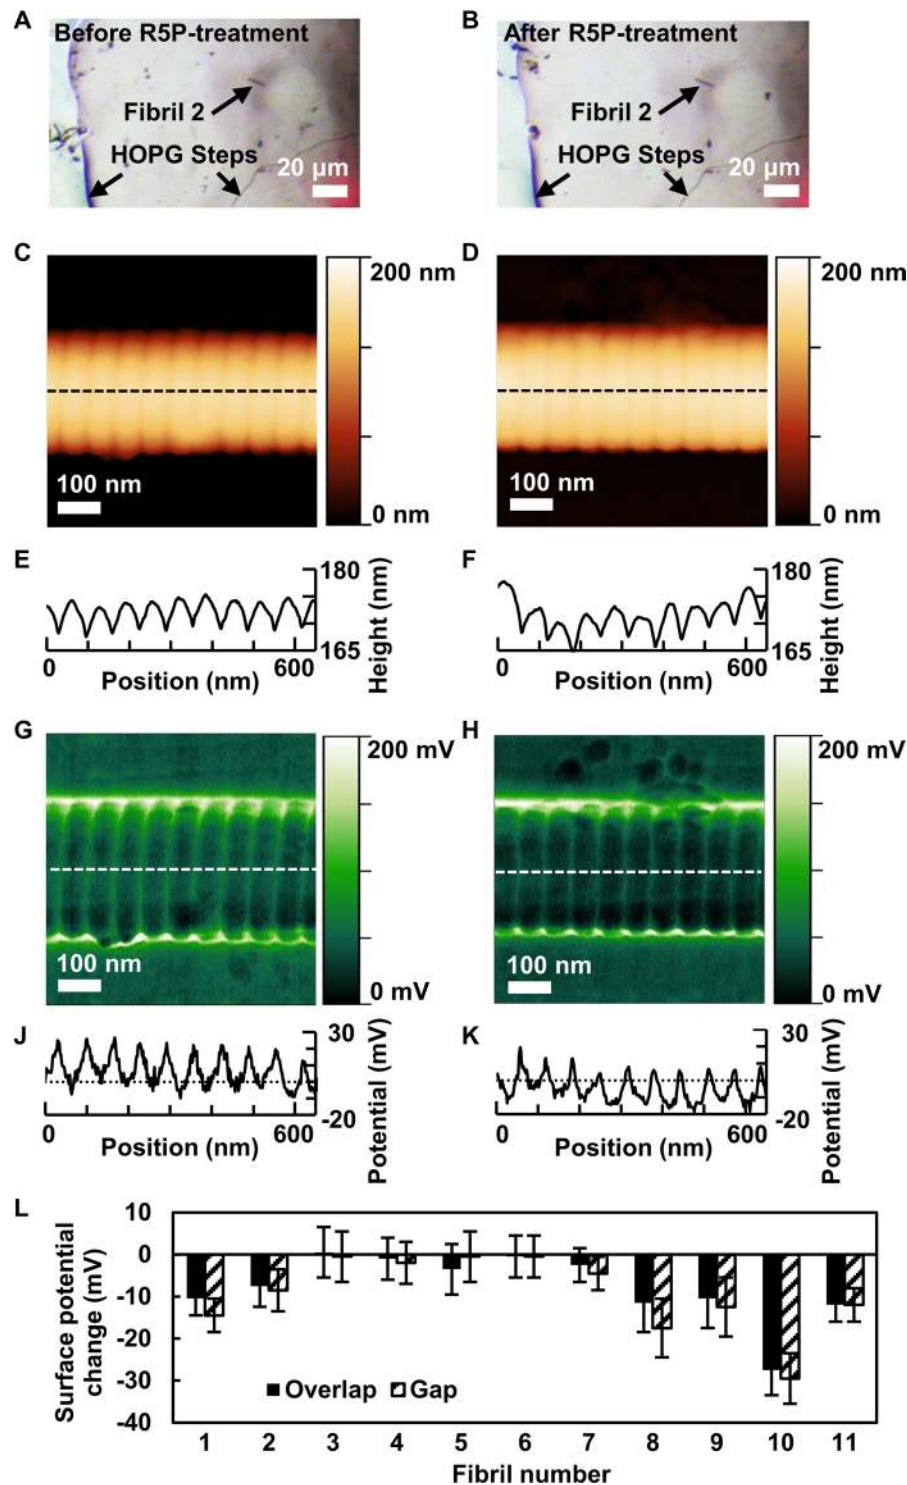 A
Before R5P-treatment
Fibril 2
HOPG Steps
20 µm
B
After R5P-treatment
Fibril 2
HOPG Steps
20 µm
C
200 nm
100 nm
0 nm
D
200 nm
100 nm
0 nm
E
180
165
Height (nm)
0
600
Position (nm)
F
180
165
Height (nm)
0
600
Position (nm)
G
200 mV
100 nm
0 mV
H
200 mV
100 nm
0 mV
J
30
-20
Potential (mV)
0
600
Position (nm)
K
30
-20
Potential (mV)
0
600
Position (nm)
L
Surface potential
change (mV)
10
0
-10
-20
-30
-40
Overlap
Gap
1 2 3 4 5 6 7 8 9 10 11
Fibril number